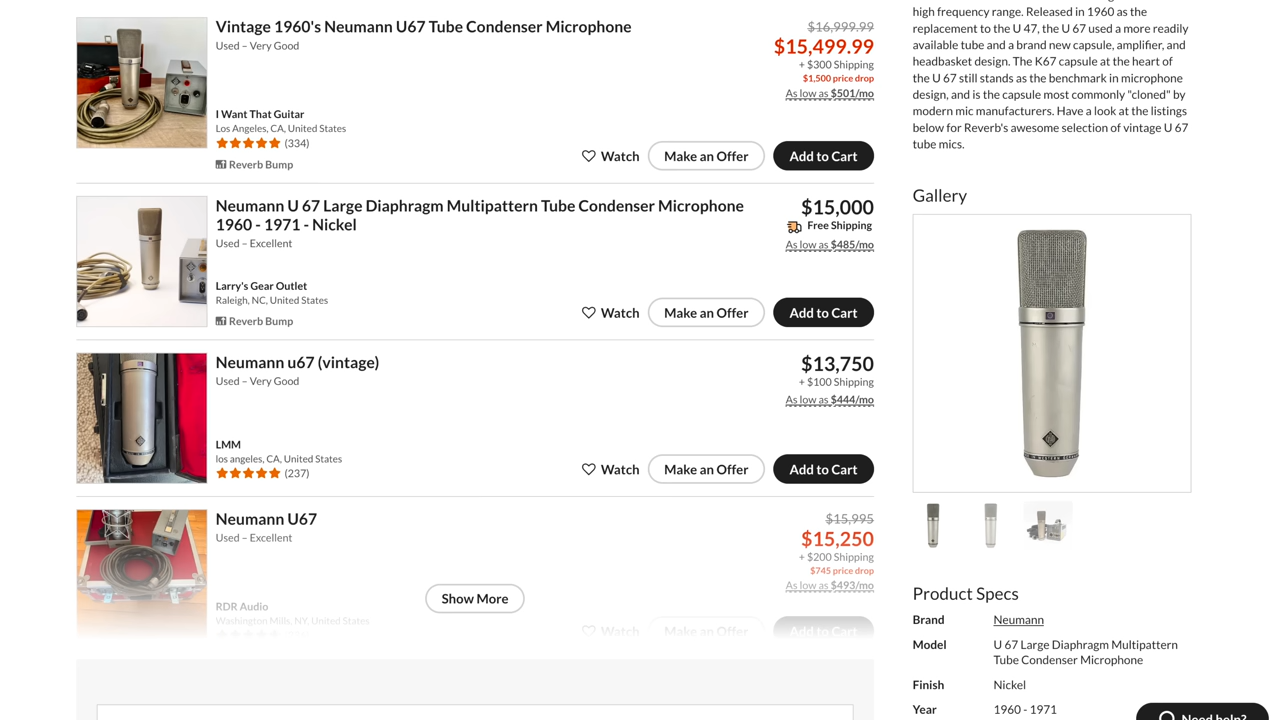 Vintage 1960's Neumann U67 Tube Condenser Microphone
Used – Very Good
$16,999.99
$15,499.99
+ $300 Shipping
$1,500 price drop
As low as $501/mo
I Want That Guitar
Los Angeles, CA, United States
(334)
Reverb Bump
Watch
Make an Offer
Add to Cart
Neumann U 67 Large Diaphragm Multipattern Tube Condenser Microphone
1960 - 1971 - Nickel
Used – Excellent
$15,000
Free Shipping
As low as $485/mo
Larry's Gear Outlet
Raleigh, NC, United States
Reverb Bump
Watch
Make an Offer
Add to Cart
Neumann u67 (vintage)
Used – Very Good
$13,750
+ $100 Shipping
As low as $444/mo
LMM
los angeles, CA, United States
(237)
Watch
Make an Offer
Add to Cart
Neumann U67
Used – Excellent
$15,995
$15,250
+ $200 Shipping
$745 price drop
As low as $493/mo
RDR Audio
Washington Mills, NY, United States
Show More
Watch
Make an Offer
Add to Cart
high frequency range. Released in 1960 as the
replacement to the U 47, the U 67 used a more readily
available tube and a brand new capsule, amplifier, and
headbasket design. The K67 capsule at the heart of
the U 67 still stands as the benchmark in microphone
design, and is the capsule most commonly "cloned" by
modern mic manufacturers. Have a look at the listings
below for Reverb's awesome selection of vintage U 67
tube mics.
Gallery
Product Specs
Brand Neumann
Model U 67 Large Diaphragm Multipattern
Tube Condenser Microphone
Finish Nickel
Year 1960 - 1971
Need help?